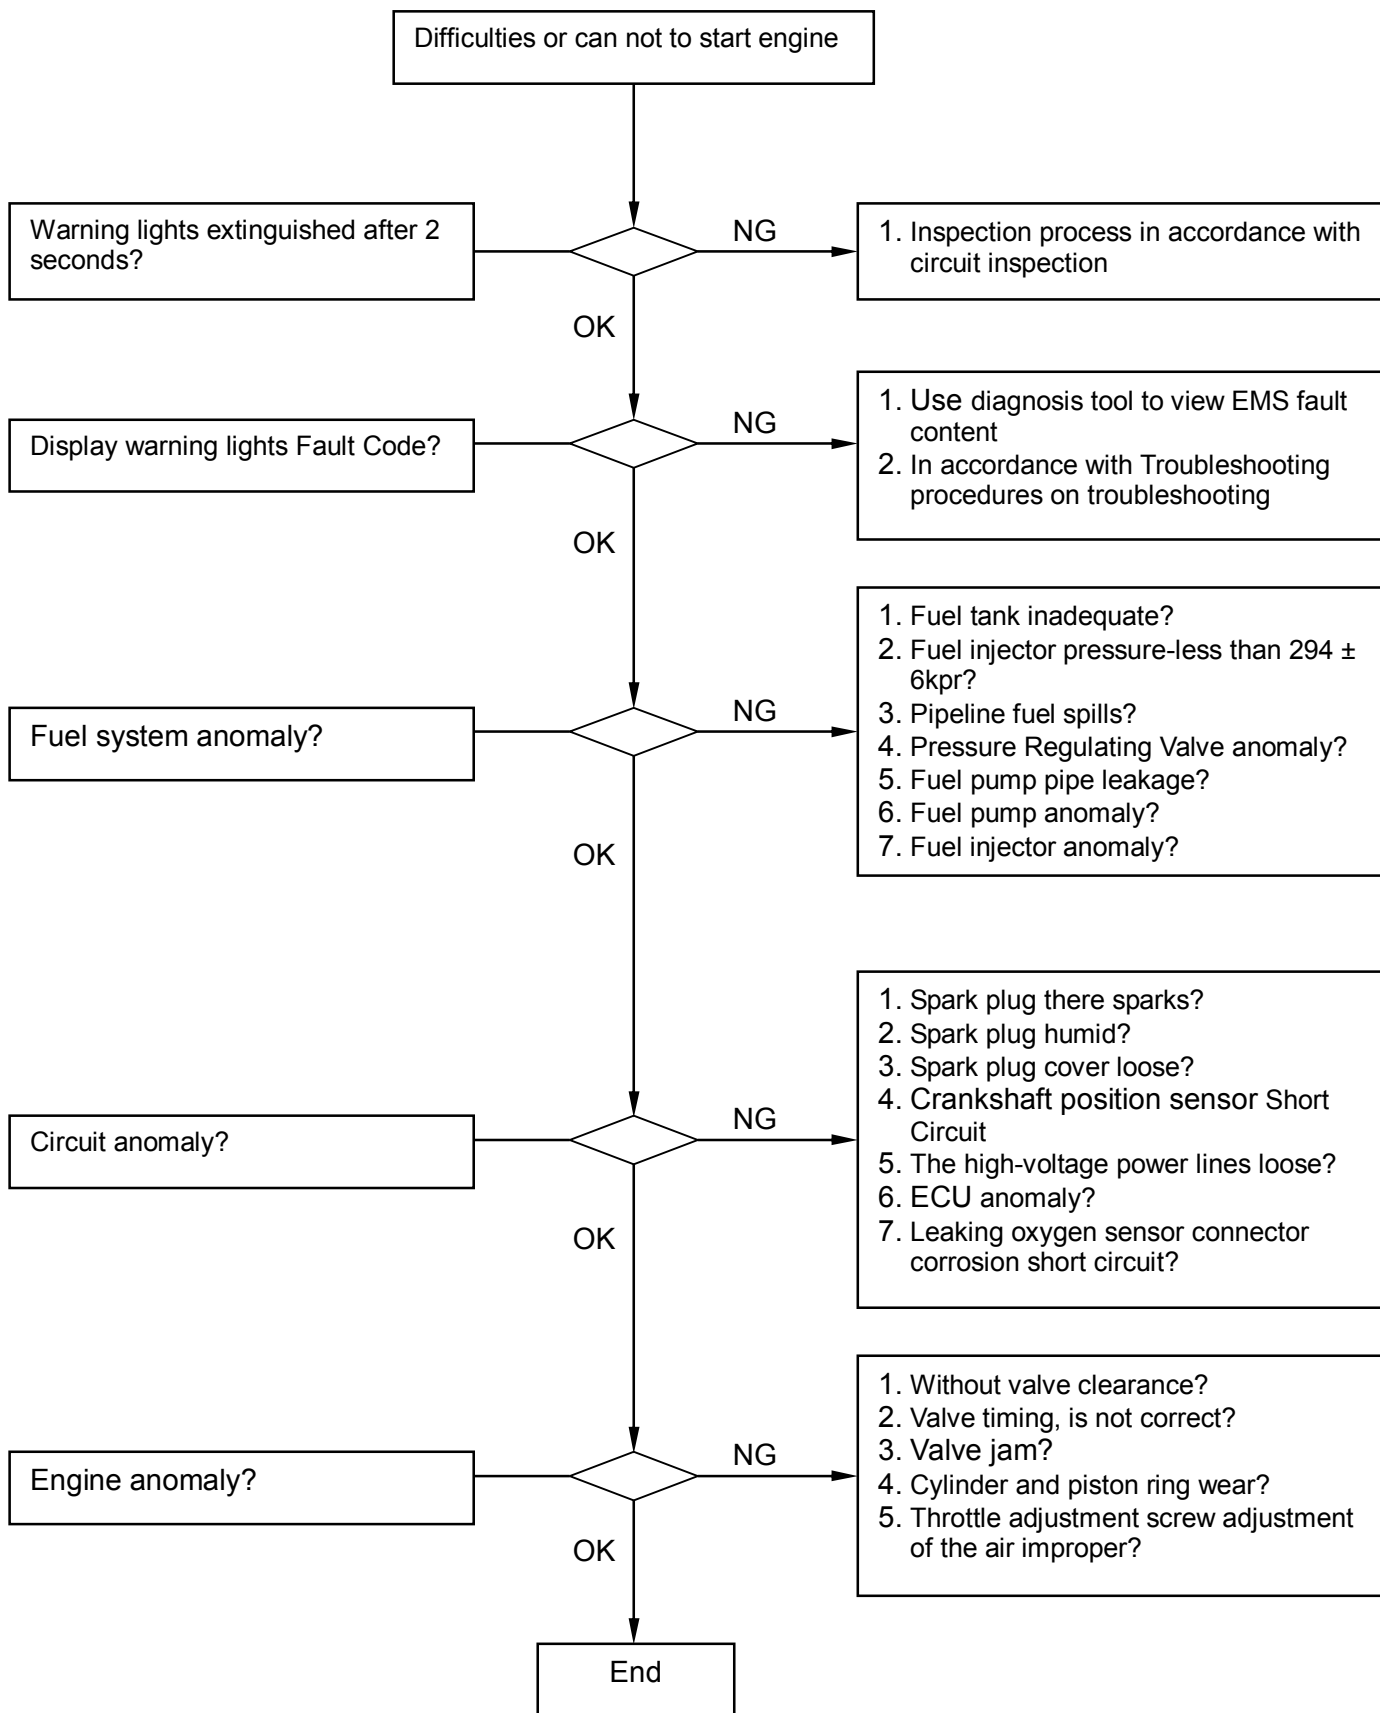 Difficulties or can not to start engine
Warning lights extinguished after 2
seconds?
NG
1. Inspection process in accordance with
circuit inspection
OK
Display warning lights Fault Code?
NG
1. Use diagnosis tool to view EMS fault
content
2. In accordance with Troubleshooting
procedures on troubleshooting
OK
Fuel system anomaly?
NG
1. Fuel tank inadequate?
2. Fuel injector pressure-less than 294 ±
6kpr?
3. Pipeline fuel spills?
4. Pressure Regulating Valve anomaly?
5. Fuel pump pipe leakage?
6. Fuel pump anomaly?
7. Fuel injector anomaly?
OK
Circuit anomaly?
NG
1. Spark plug there sparks?
2. Spark plug humid?
3. Spark plug cover loose?
4. Crankshaft position sensor Short
Circuit
5. The high-voltage power lines loose?
6. ECU anomaly?
7. Leaking oxygen sensor connector
corrosion short circuit?
OK
Engine anomaly?
NG
1. Without valve clearance?
2. Valve timing, is not correct?
3. Valve jam?
4. Cylinder and piston ring wear?
5. Throttle adjustment screw adjustment
of the air improper?
OK
End